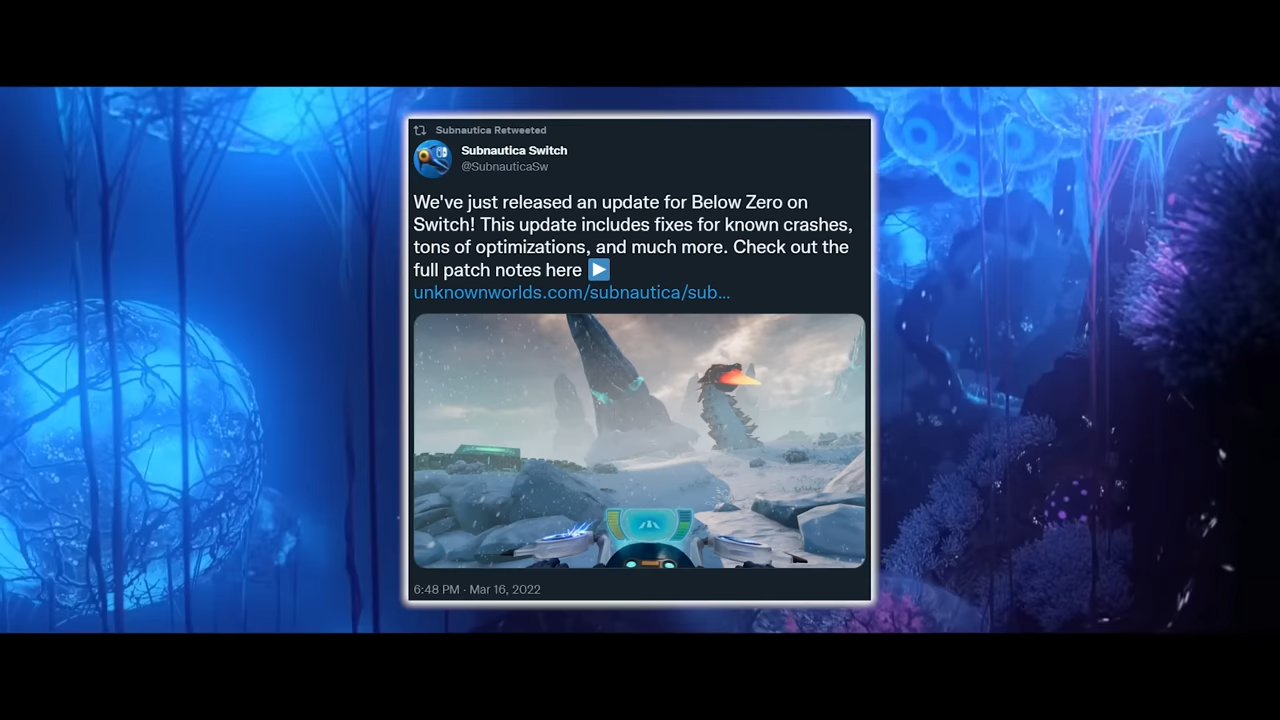 Subnautica Retweeted
Subnautica Switch
@SubnauticaSw
We've just released an update for Below Zero on
Switch! This update includes fixes for known crashes,
tons of optimizations, and much more. Check out the
full patch notes here ▶️
unknownworlds.com/subnautica/sub...
6:48 PM · Mar 16, 2022